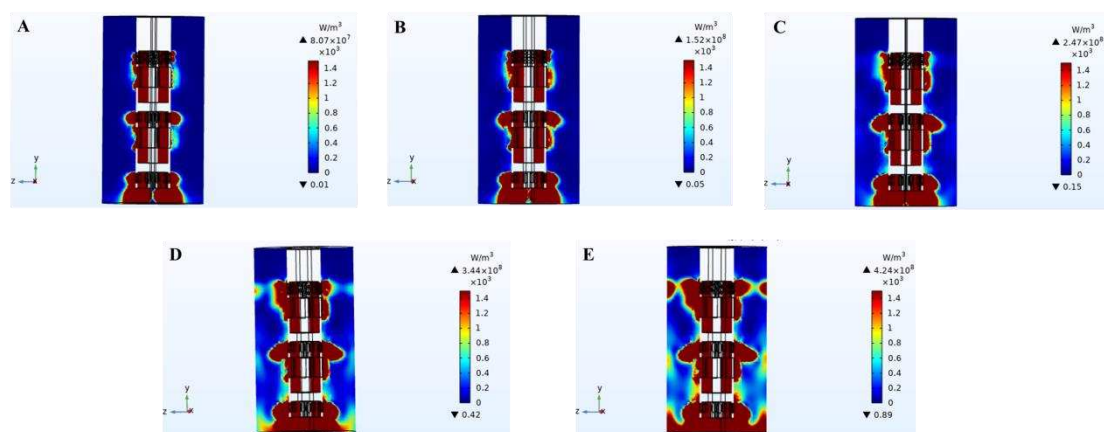 A
W/m³
▲ 8.07×10⁷
×10³
1.4
1.2
1
0.8
0.6
0.4
0.2
0
▼ 0.01
y
z
x
B
W/m³
▲ 1.52×10⁸
×10³
1.4
1.2
1
0.8
0.6
0.4
0.2
0
▼ 0.05
y
z
x
C
W/m³
▲ 2.47×10⁸
×10³
1.4
1.2
1
0.8
0.6
0.4
0.2
0
▼ 0.15
y
z
x
D
W/m³
▲ 3.44×10⁸
×10³
1.4
1.2
1
0.8
0.6
0.4
0.2
0
▼ 0.42
y
z
x
E
W/m³
▲ 4.24×10⁸
×10³
1.4
1.2
1
0.8
0.6
0.4
0.2
0
▼ 0.89
y
z
x